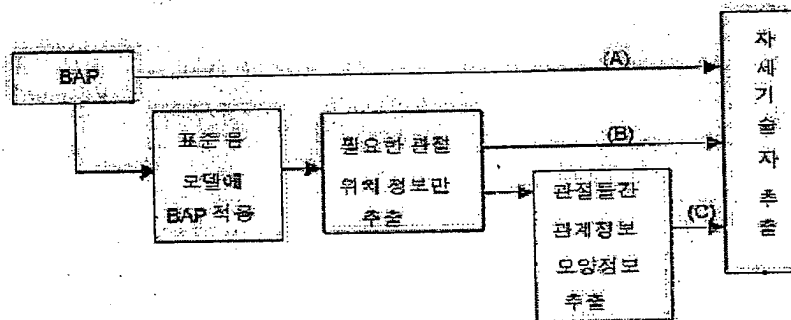 BAP
(A)
표준 몸
모델에
BAP 적용
필요한 관절
위치 정보만
추출
(B)
관절들간
관계정보
모양정보
추출
(C)
자
세
기
술
자
추
출